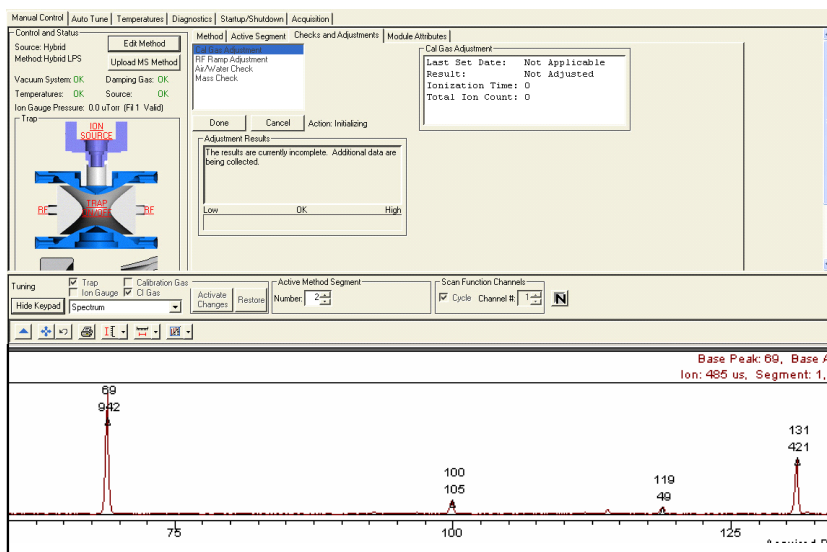 Manual Control Auto Tune Temperatures Diagnostics Startup/Shutdown Acquisition
Control and Status
Source: Hybrid
Method: Hybrid LPS
Edit Method
Upload MS Method
Vacuum System: OK Damping Gas: OK
Temperatures: OK Source: OK
Ion Gauge Pressure: 0.0 uTorr (Fil 1 Valid)
Trap
ION
SOURCE
RF
TRAP
RF
Method Active Segment Checks and Adjustments Module Attributes
Cal Gas Adjustment
RF Ramp Adjustment
Air/Water Check
Mass Check
Done Cancel Action: Initializing
Adjustment Results
The results are currently incomplete. Additional data are
being collected.
Low OK High
Cal Gas Adjustment
Last Set Date: Not Applicable
Result: Not Adjusted
Ionization Time: 0
Total Ion Count: 0
Tuning
Hide Keypad
Trap Calibration Gas
Ion Gauge CI Gas
Spectrum
Activate
Changes
Restore
Active Method Segment
Number: 2
Scan Function Channels
Cycle Channel #: 1
N
Base Peak: 69, Base A
Ion: 485 us, Segment: 1,
69
942
100
105
119
49
131
421
75 100 125